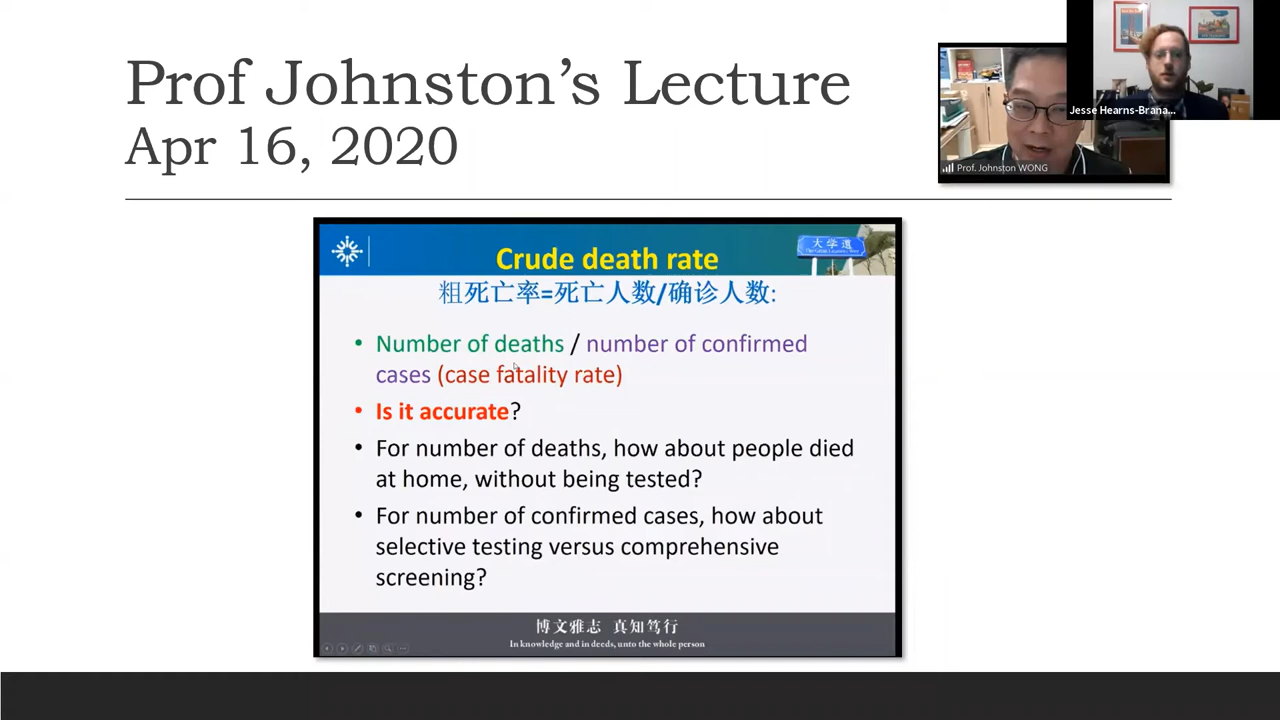 Prof Johnston's Lecture
Apr 16, 2020
Jesse Hearns-Brana...
Prof. Johnston WONG
Crude death rate
大学道
粗死亡率=死亡人数/确诊人数:
• Number of deaths / number of confirmed
cases (case fatality rate)
• Is it accurate?
• For number of deaths, how about people died
at home, without being tested?
• For number of confirmed cases, how about
selective testing versus comprehensive
screening?
博文雅志 真知笃行
In knowledge and in deeds, unto the whole person